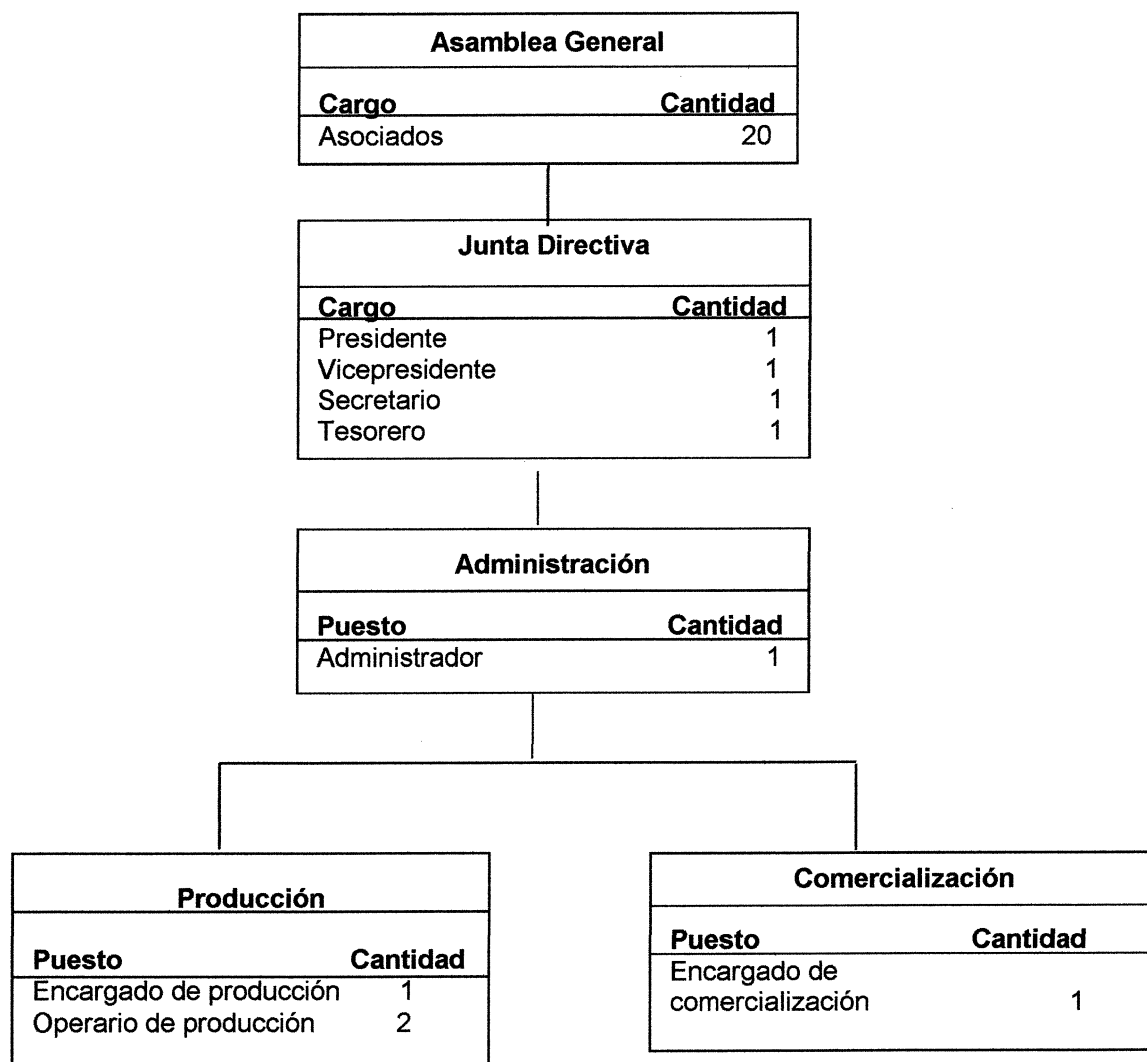 Asamblea General
Cargo Cantidad
Asociados 20
Junta Directiva
Cargo Cantidad
Presidente 1
Vicepresidente 1
Secretario 1
Tesorero 1
Administración
Puesto Cantidad
Administrador 1
Producción
Puesto Cantidad
Encargado de producción 1
Operario de producción 2
Comercialización
Puesto Cantidad
Encargado de
comercialización 1